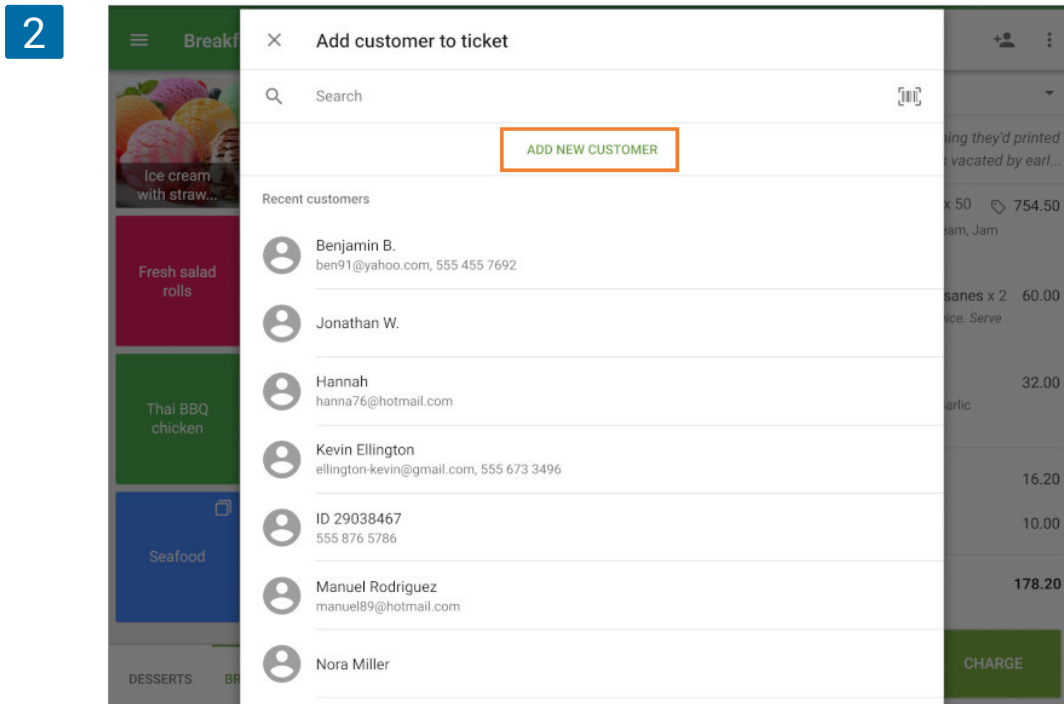 2
Breakf
Add customer to ticket
Search
ADD NEW CUSTOMER
Recent customers
Benjamin B.
ben91@yahoo.com, 555 455 7692
Jonathan W.
Hannah
hanna76@hotmail.com
Kevin Ellington
ellington-kevin@gmail.com, 555 673 3496
ID 29038467
555 876 5786
Manuel Rodriguez
manuel89@hotmail.com
Nora Miller
Ice cream
with straw...
Fresh salad
rolls
Thai BBQ
chicken
Seafood
DESSERTS BR
ing they'd printed
vacated by earl...
x 50 754.50
eam, Jam
sanes x 2 60.00
ice. Serve
32.00
arlic
16.20
10.00
178.20
CHARGE